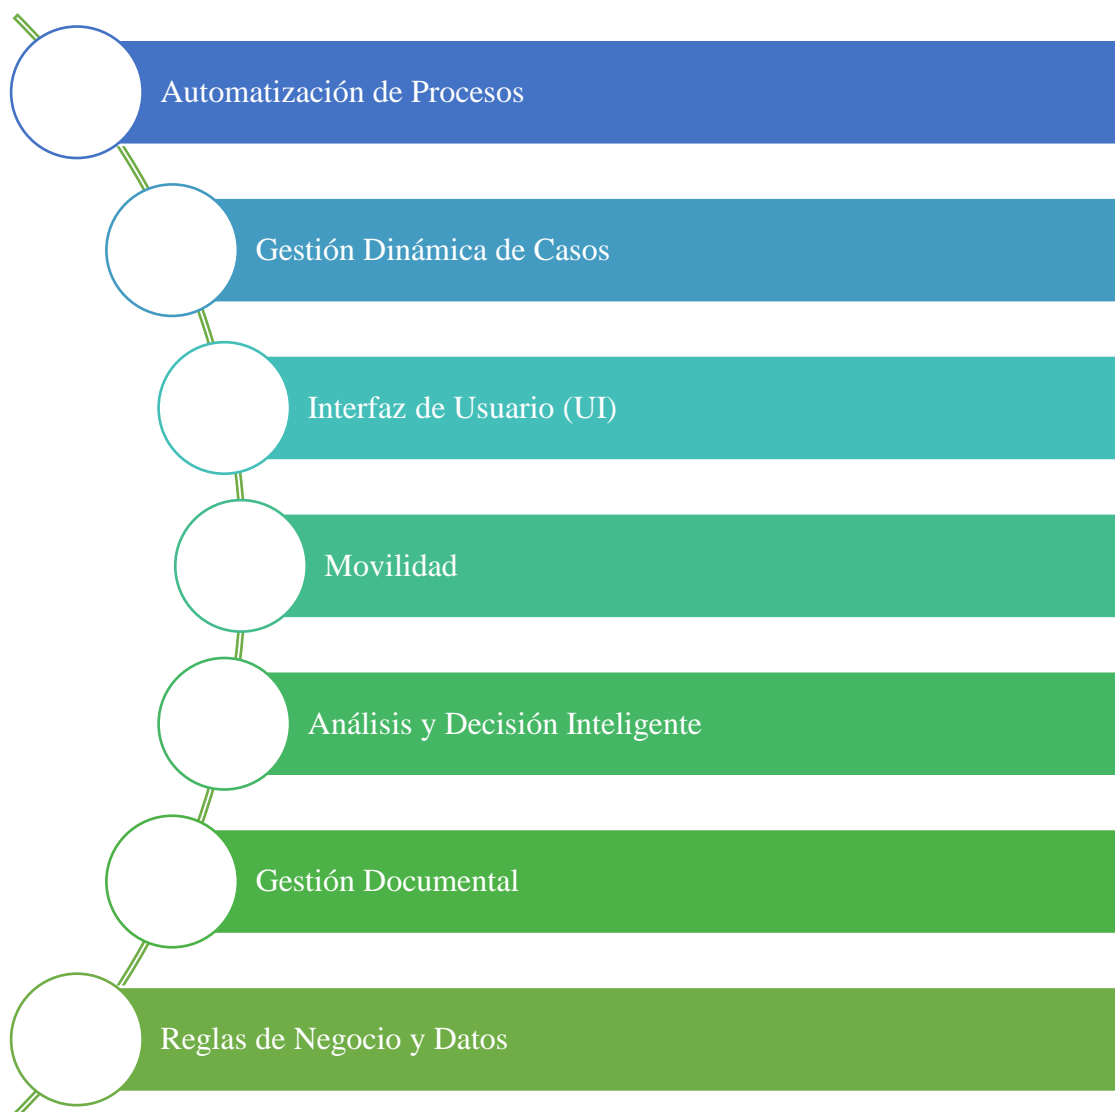 Automatización de Procesos
Gestión Dinámica de Casos
Interfaz de Usuario (UI)
Movilidad
Análisis y Decisión Inteligente
Gestión Documental
Reglas de Negocio y Datos